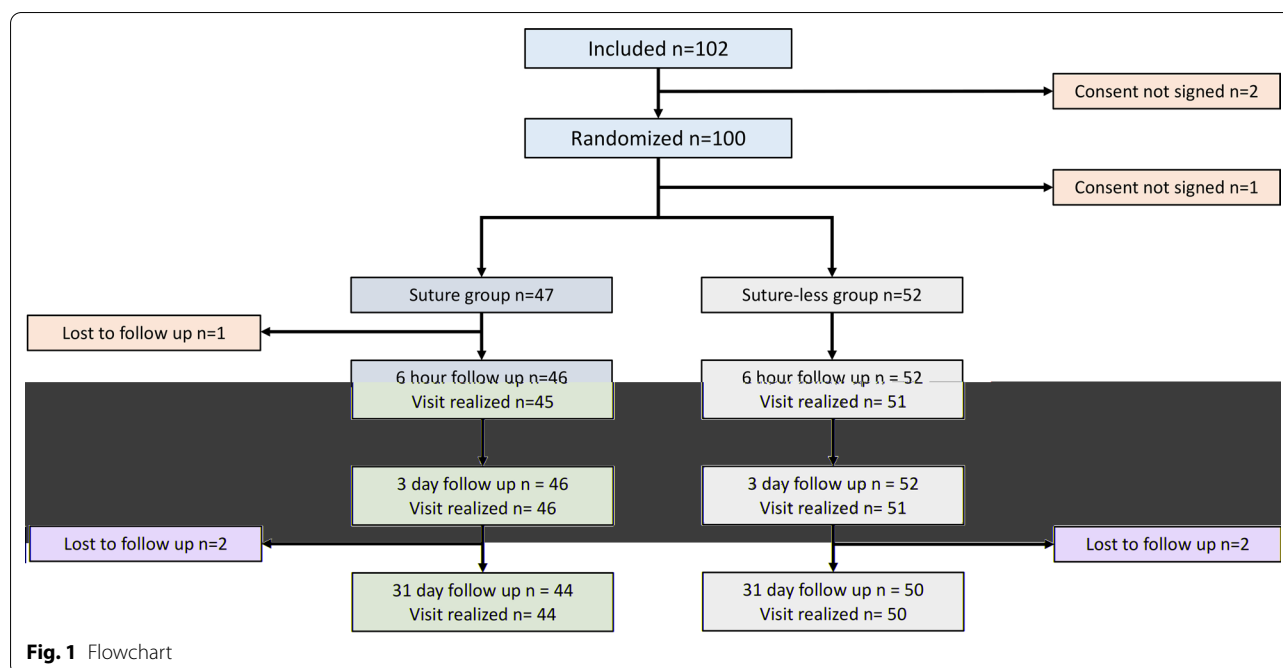 Included n=102
Consent not signed n=2
Randomized n=100
Consent not signed n=1
Suture group n=47
Suture-less group n=52
Lost to follow up n=1
6 hour follow up n=46
Visit realized n=45
6 hour follow up n = 52
Visit realized n= 51
3 day follow up n = 46
Visit realized n= 46
3 day follow up n = 52
Visit realized n= 51
Lost to follow up n=2
Lost to follow up n=2
31 day follow up n = 44
Visit realized n= 44
31 day follow up n = 50
Visit realized n= 50
Fig. 1 Flowchart